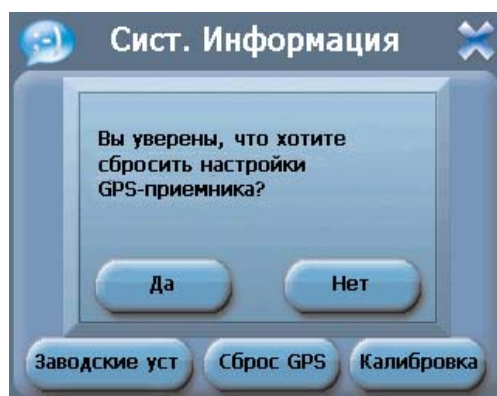 Сист. Информация
Вы уверены, что хотите
сбросить настройки
GPS-приемника?
Да Нет
Заводские уст Сброс GPS Калибровка